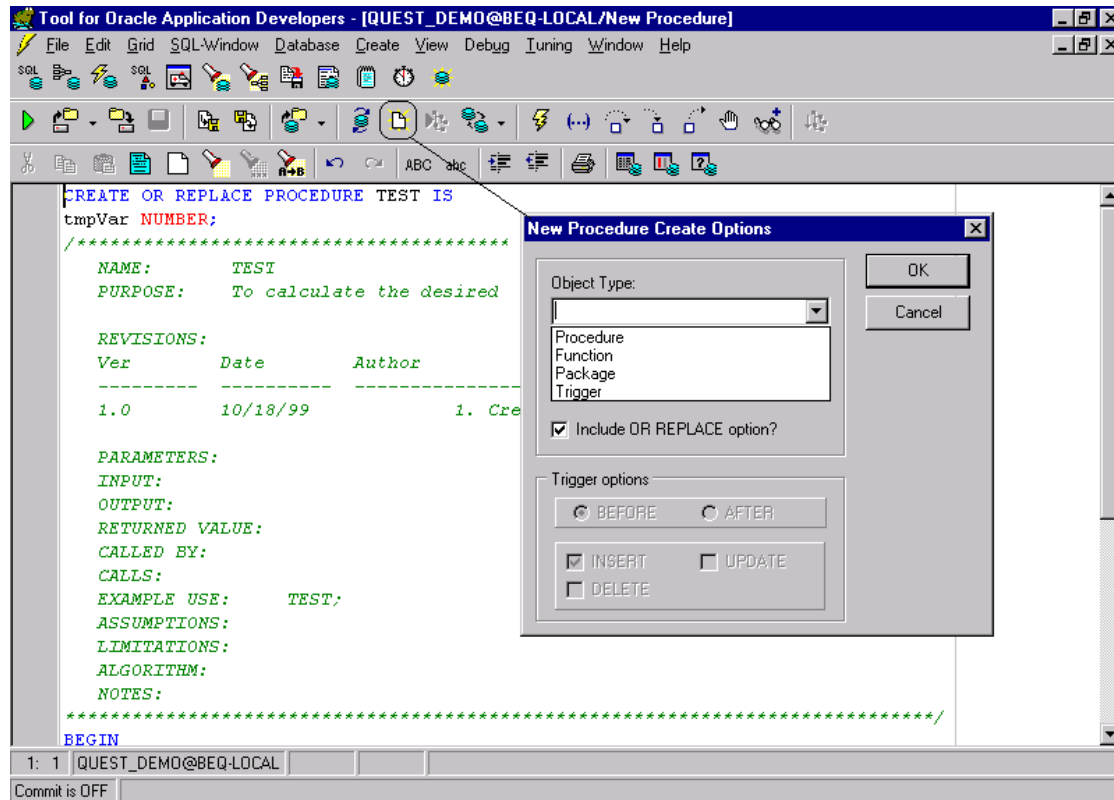 Tool for Oracle Application Developers - [QUEST_DEMO@BEQ-LOCAL/New Procedure]
File Edit Grid SQL-Window Database Create View Debug Tuning Window Help
SQL SQL
ABC abc
A→B
CREATE OR REPLACE PROCEDURE TEST IS
tmpVar NUMBER;
/***************************************
NAME: TEST
PURPOSE: To calculate the desired
REVISIONS:
Ver Date Author
--------- ---------- ---------------
1.0 10/18/99 1. Cre
PARAMETERS:
INPUT:
OUTPUT:
RETURNED VALUE:
CALLED BY:
CALLS:
EXAMPLE USE: TEST;
ASSUMPTIONS:
LIMITATIONS:
ALGORITHM:
NOTES:
******************************************************************************/
BEGIN
New Procedure Create Options
Object Type:
Procedure
Function
Package
Trigger
Include OR REPLACE option?
Trigger options
BEFORE AFTER
INSERT UPDATE
DELETE
OK
Cancel
1: 1 QUEST_DEMO@BEQ-LOCAL
Commit is OFF